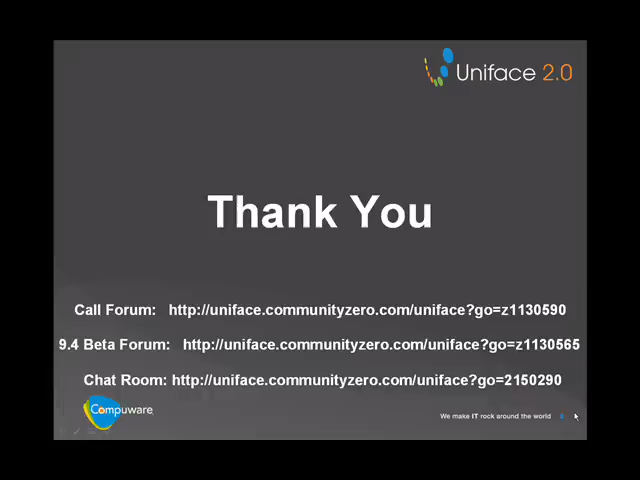 Uniface 2.0
Thank You
Call Forum: http://uniface.communityzero.com/uniface?go=z1130590
9.4 Beta Forum: http://uniface.communityzero.com/uniface?go=z1130565
Chat Room: http://uniface.communityzero.com/uniface?go=2150290
Compuware
We make IT rock around the world